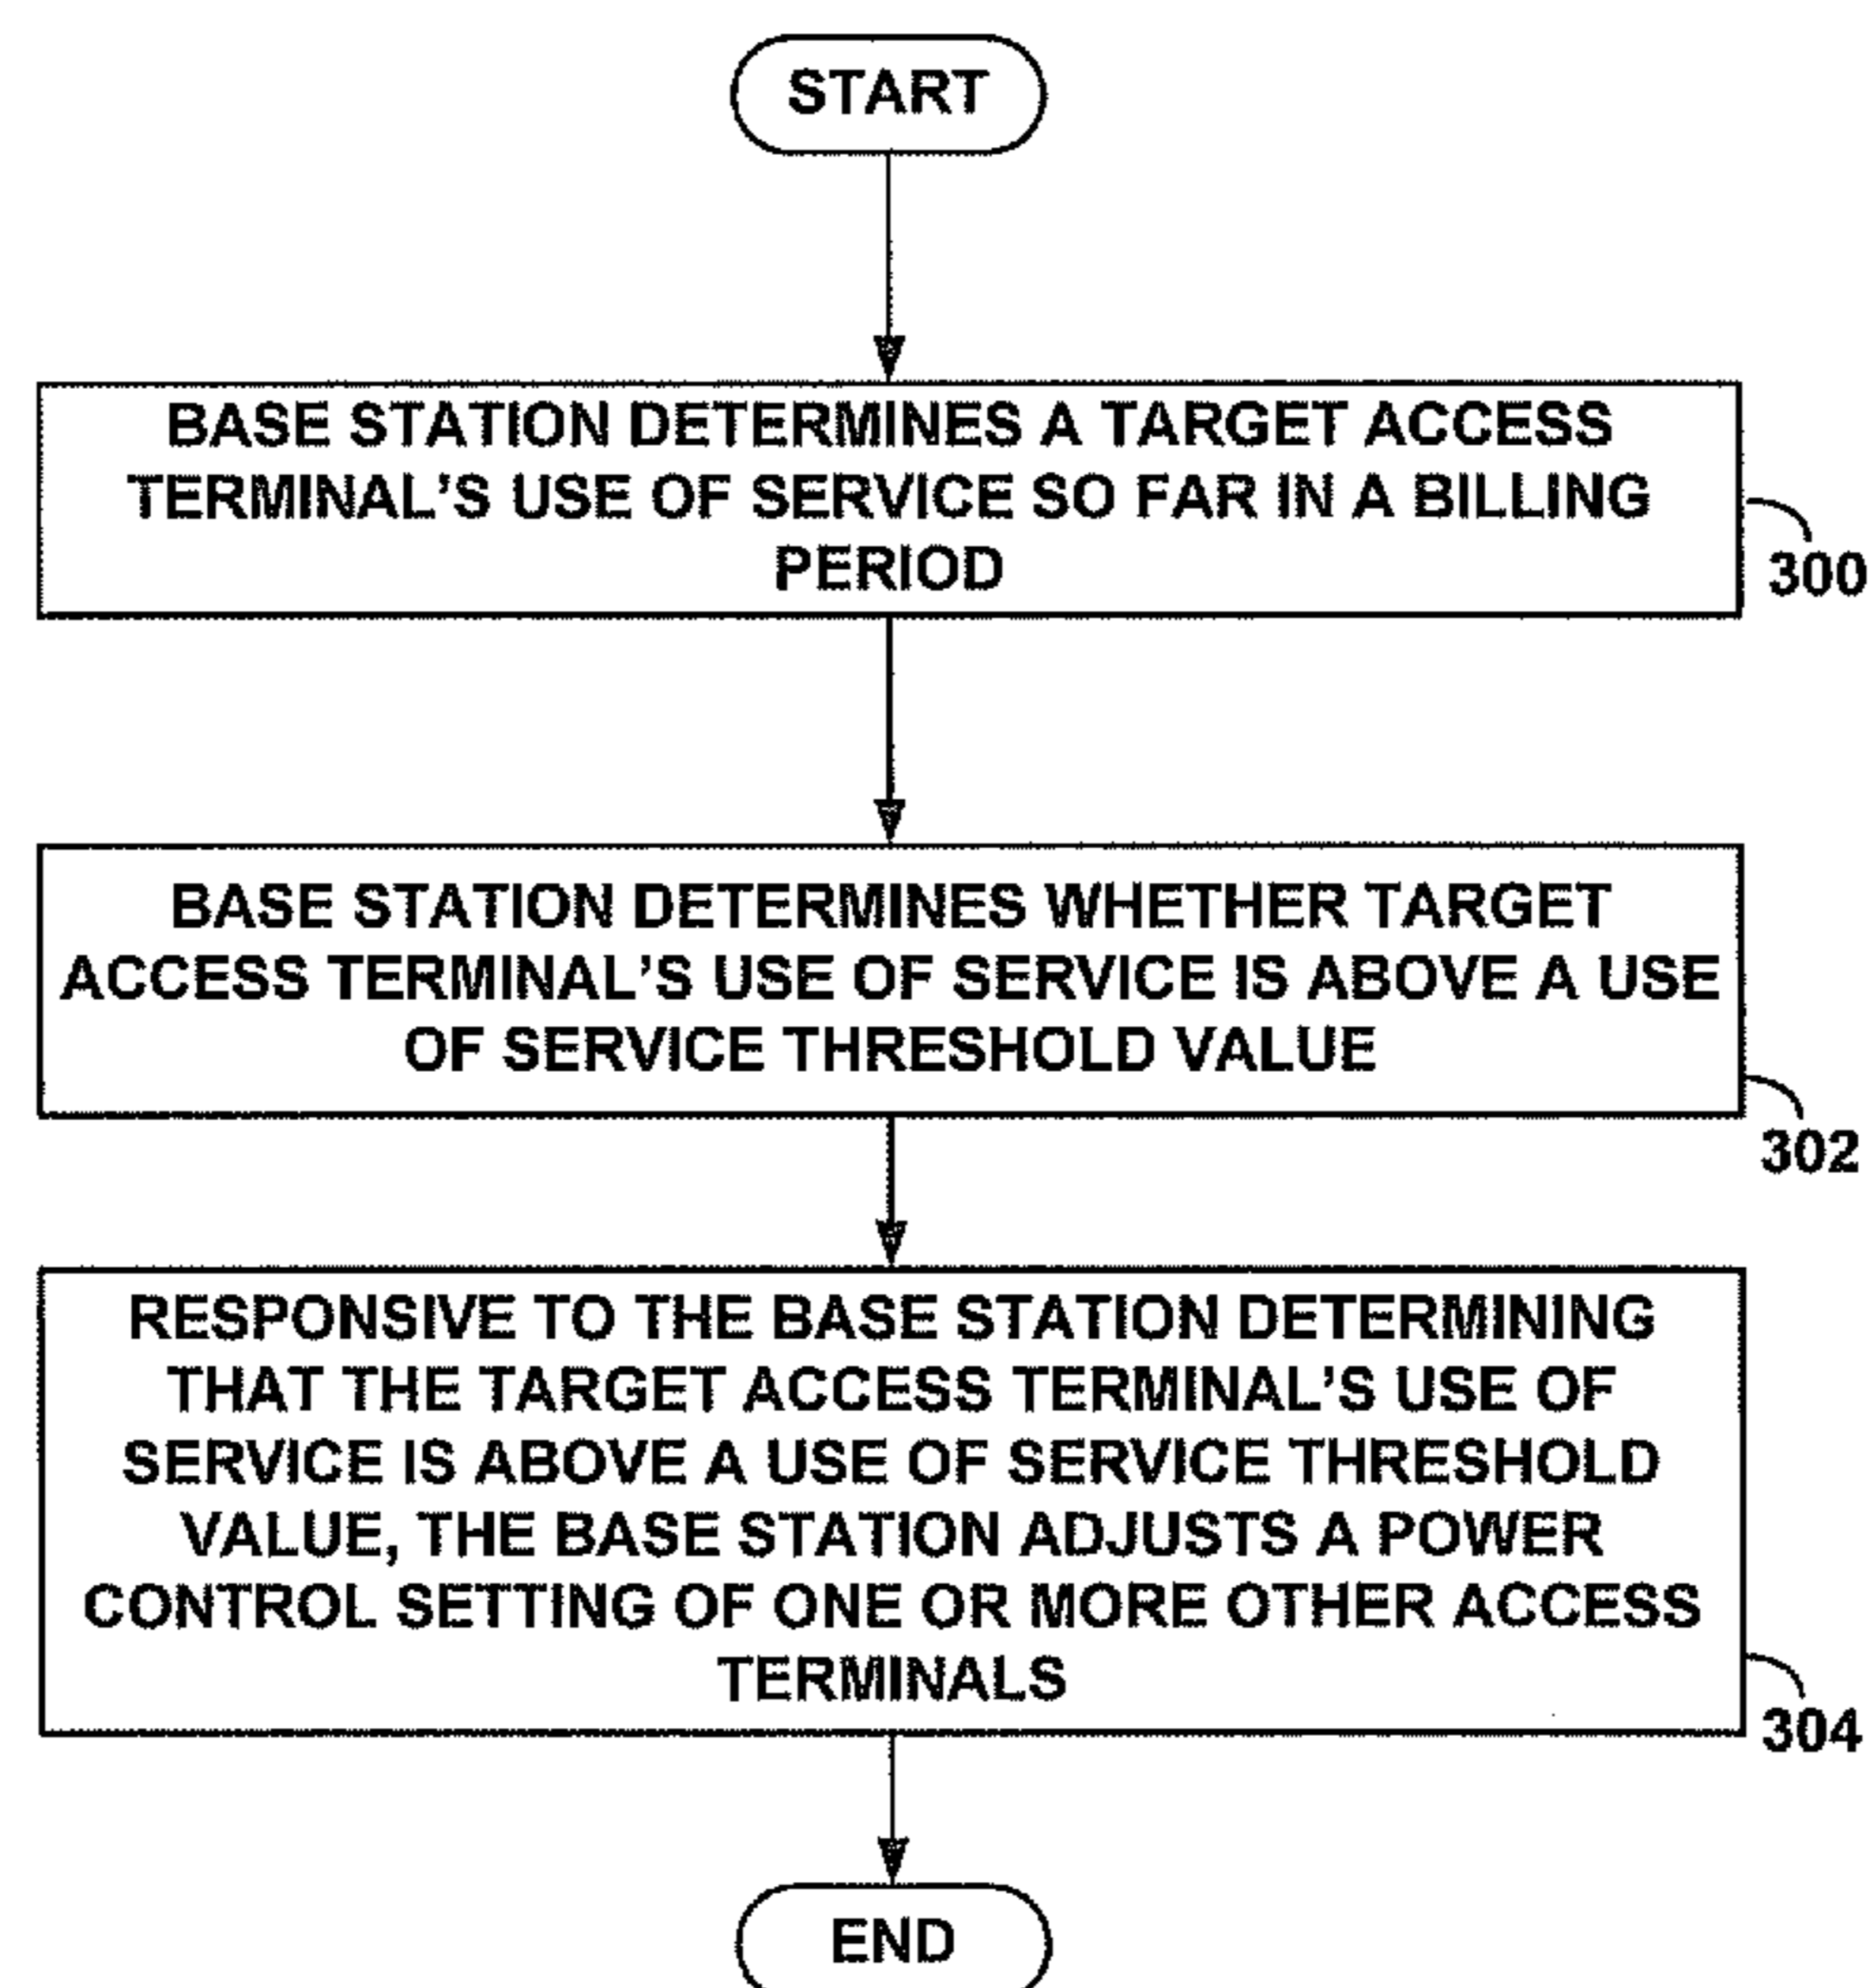 START
BASE STATION DETERMINES A TARGET ACCESS
TERMINAL'S USE OF SERVICE SO FAR IN A BILLING
PERIOD
300
BASE STATION DETERMINES WHETHER TARGET
ACCESS TERMINAL'S USE OF SERVICE IS ABOVE A USE
OF SERVICE THRESHOLD VALUE
302
RESPONSIVE TO THE BASE STATION DETERMINING
THAT THE TARGET ACCESS TERMINAL'S USE OF
SERVICE IS ABOVE A USE OF SERVICE THRESHOLD
VALUE, THE BASE STATION ADJUSTS A POWER
CONTROL SETTING OF ONE OR MORE OTHER ACCESS
TERMINALS
304
END